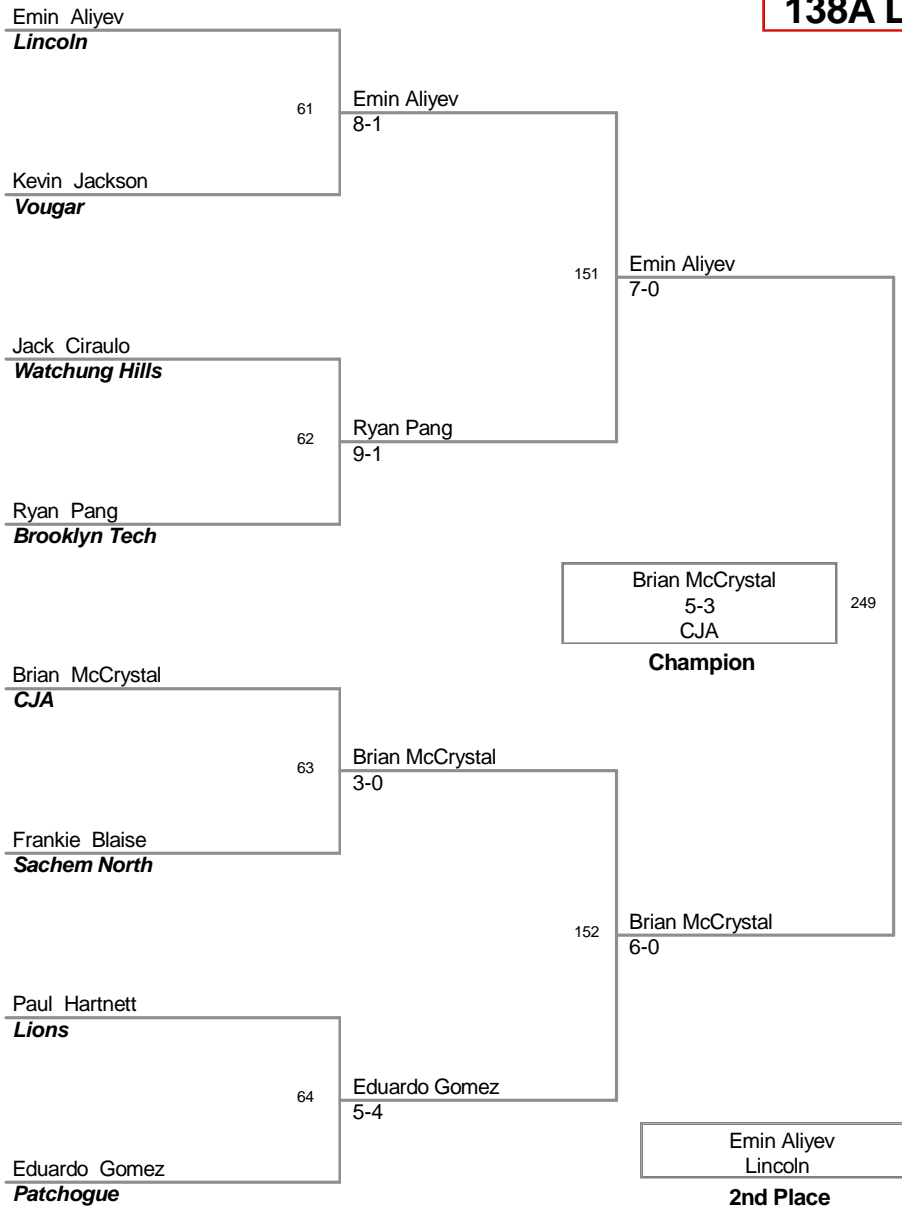 138A L
Emin Aliyev
Lincoln
61
Emin Aliyev
8-1
Kevin Jackson
Vougar
151
Emin Aliyev
7-0
Jack Ciraulo
Watchung Hills
62
Ryan Pang
9-1
Ryan Pang
Brooklyn Tech
Brian McCrystal
5-3
CJA
249
Champion
Brian McCrystal
CJA
63
Brian McCrystal
3-0
Frankie Blaise
Sachem North
152
Brian McCrystal
6-0
Paul Hartnett
Lions
64
Eduardo Gomez
5-4
Eduardo Gomez
Patchogue
Emin Aliyev
Lincoln
2nd Place